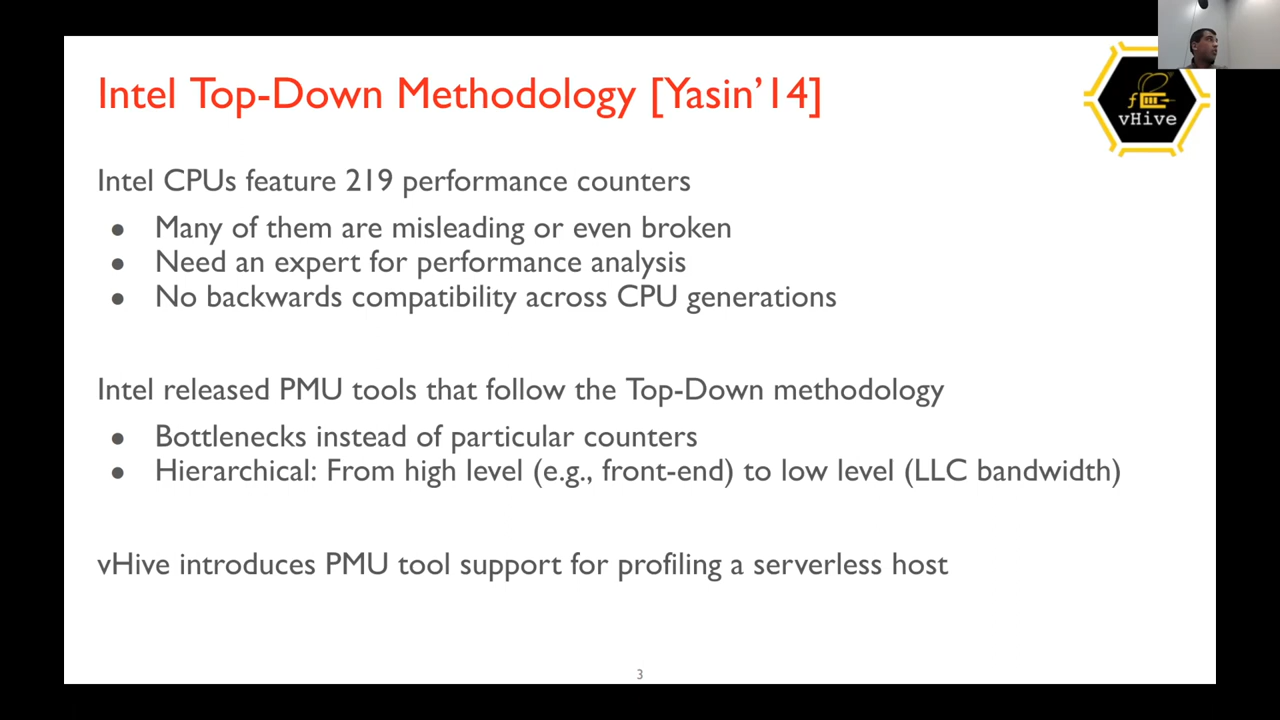 Intel Top-Down Methodology [Yasin’14]
vHive
Intel CPUs feature 219 performance counters
● Many of them are misleading or even broken
● Need an expert for performance analysis
● No backwards compatibility across CPU generations
Intel released PMU tools that follow the Top-Down methodology
● Bottlenecks instead of particular counters
● Hierarchical: From high level (e.g., front-end) to low level (LLC bandwidth)
vHive introduces PMU tool support for profiling a serverless host
3